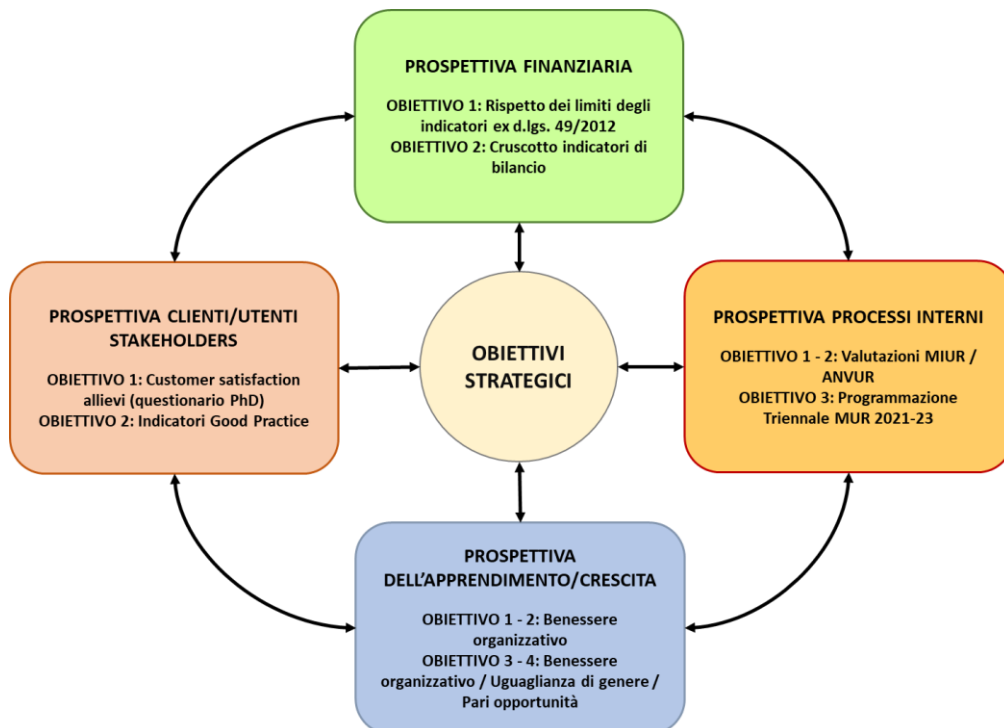 PROSPETTIVA FINANZIARIA
OBIETTIVO 1: Rispetto dei limiti degli
indicatori ex d.lgs. 49/2012
OBIETTIVO 2: Cruscotto indicatori di
bilancio
PROSPETTIVA CLIENTI/UTENTI
STAKEHOLDERS
OBIETTIVO 1: Customer satisfaction
allievi (questionario PhD)
OBIETTIVO 2: Indicatori Good Practice
OBIETTIVI
STRATEGICI
PROSPETTIVA PROCESSI INTERNI
OBIETTIVO 1 - 2: Valutazioni MIUR /
ANVUR
OBIETTIVO 3: Programmazione
Triennale MUR 2021-23
PROSPETTIVA
DELL'APPRENDIMENTO/CRESCITA
OBIETTIVO 1 - 2: Benessere
organizzativo
OBIETTIVO 3 - 4: Benessere
organizzativo / Uguaglianza di genere /
Pari opportunità